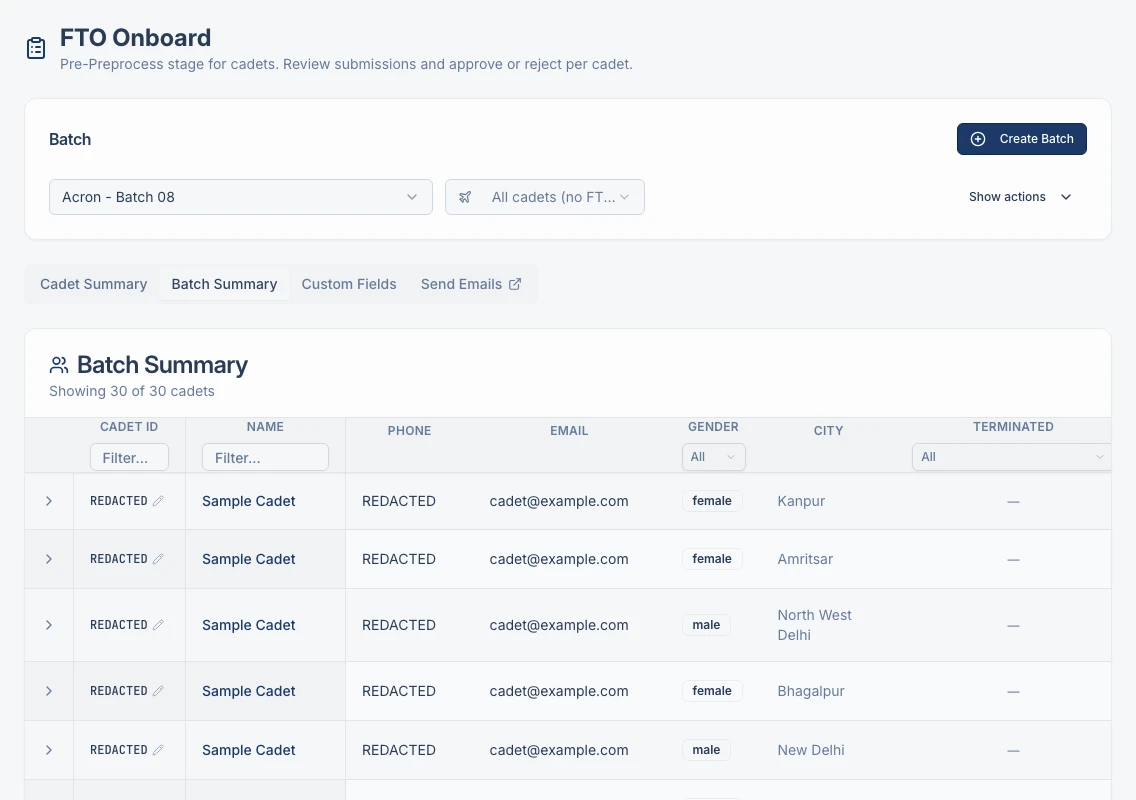 FTO Onboard
Pre-Preprocess stage for cadets. Review submissions and approve or reject per cadet.
Batch
Create Batch
Acron - Batch 08
All cadets (no FT...
Show actions
Cadet Summary Batch Summary Custom Fields Send Emails
Batch Summary
Showing 30 of 30 cadets
CADET ID NAME PHONE EMAIL GENDER CITY TERMINATED
Filter... Filter... All All
REDACTED Sample Cadet REDACTED cadet@example.com female Kanpur —
REDACTED Sample Cadet REDACTED cadet@example.com female Amritsar —
REDACTED Sample Cadet REDACTED cadet@example.com male North West Delhi —
REDACTED Sample Cadet REDACTED cadet@example.com female Bhagalpur —
REDACTED Sample Cadet REDACTED cadet@example.com male New Delhi —